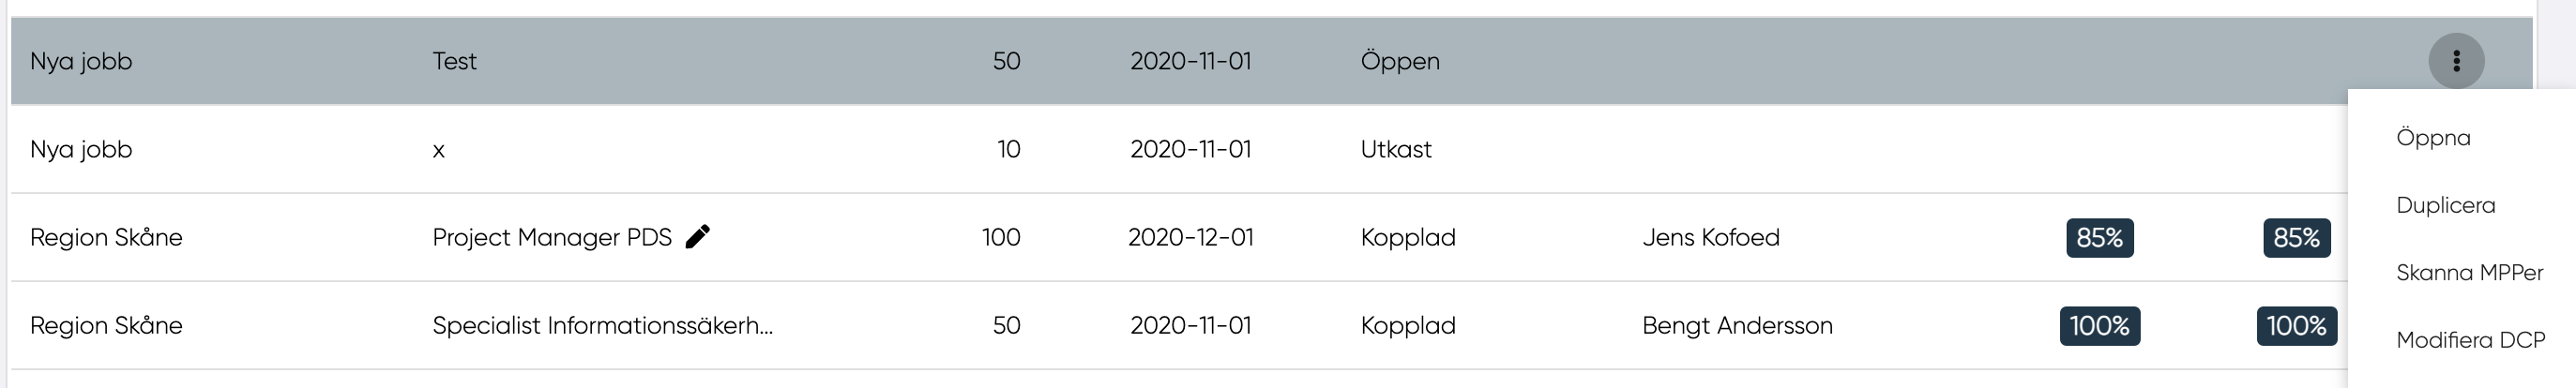 Nya jobb Test 50 2020-11-01 Öppen
Nya jobb x 10 2020-11-01 Utkast
Region Skåne Project Manager PDS 100 2020-12-01 Kopplad Jens Kofoed 85% 85%
Region Skåne Specialist Informationssäkerh... 50 2020-11-01 Kopplad Bengt Andersson 100% 100%
Öppna
Duplicera
Skanna MPPer
Modifiera DCP